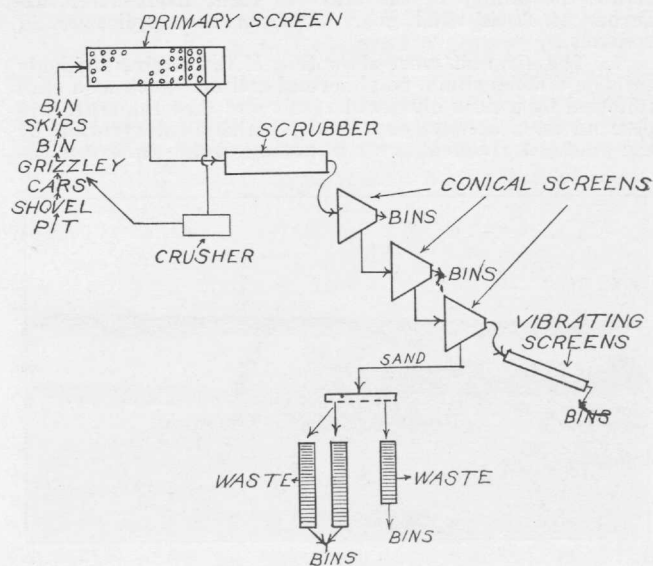 PRIMARY SCREEN
BIN
SKIPS
BIN
GRIZZLEY
CARS
SHOVEL
PIT
CRUSHER
SCRUBBER
CONICAL SCREENS
BINS
BINS
VIBRATING
SCREENS
BINS
SAND
WASTE
WASTE
BINS
BINS